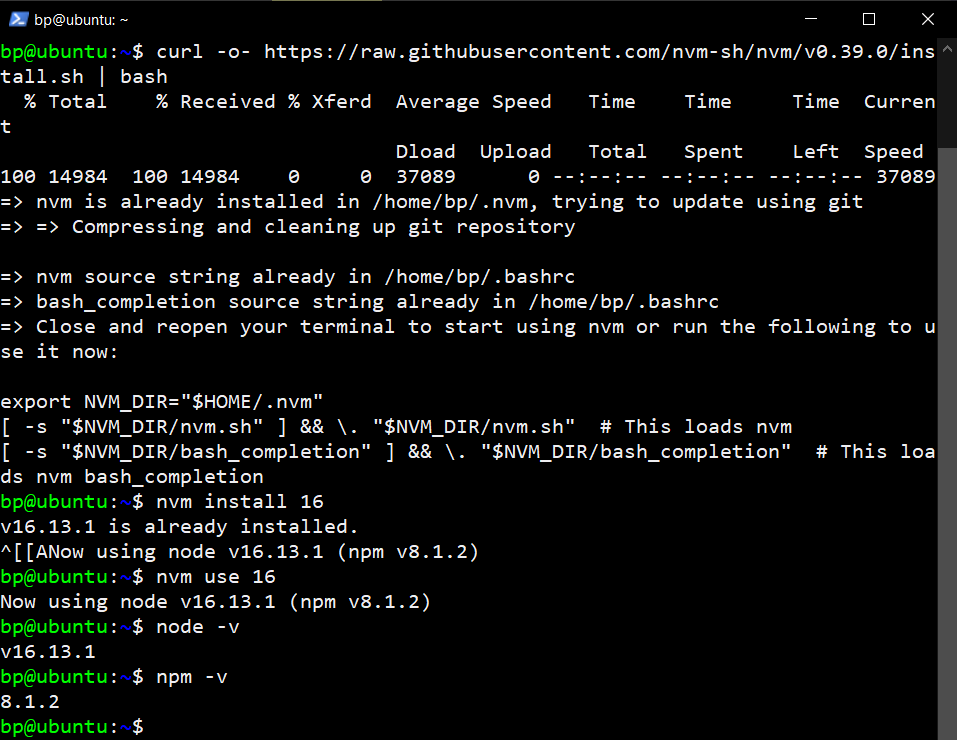 bp@ubuntu: ~
bp@ubuntu:~$ curl -o- https://raw.githubusercontent.com/nvm-sh/nvm/v0.39.0/ins
tall.sh | bash
  % Total    % Received % Xferd  Average Speed   Time    Time     Time  Curren
t
                                 Dload  Upload   Total   Spent    Left  Speed
100 14984  100 14984    0     0  37089      0 --:--:-- --:--:-- --:--:-- 37089
=> nvm is already installed in /home/bp/.nvm, trying to update using git
=> => Compressing and cleaning up git repository

=> nvm source string already in /home/bp/.bashrc
=> bash_completion source string already in /home/bp/.bashrc
=> Close and reopen your terminal to start using nvm or run the following to u
se it now:

export NVM_DIR="$HOME/.nvm"
[ -s "$NVM_DIR/nvm.sh" ] && \. "$NVM_DIR/nvm.sh"  # This loads nvm
[ -s "$NVM_DIR/bash_completion" ] && \. "$NVM_DIR/bash_completion"  # This loa
ds nvm bash_completion
bp@ubuntu:~$ nvm install 16
v16.13.1 is already installed.
^[[ANow using node v16.13.1 (npm v8.1.2)
bp@ubuntu:~$ nvm use 16
Now using node v16.13.1 (npm v8.1.2)
bp@ubuntu:~$ node -v
v16.13.1
bp@ubuntu:~$ npm -v
8.1.2
bp@ubuntu:~$